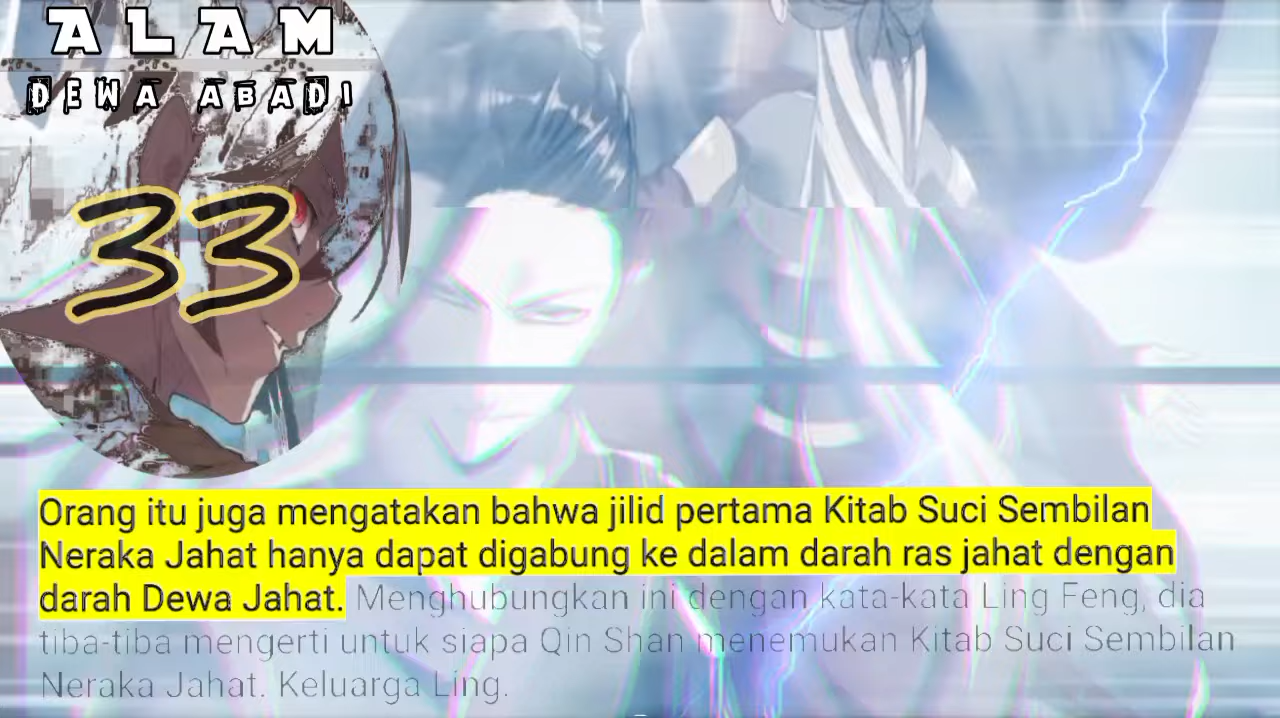 ALAM
DEWA ABADI
33
Orang itu juga mengatakan bahwa jilid pertama Kitab Suci Sembilan
Neraka Jahat hanya dapat digabung ke dalam darah ras jahat dengan
darah Dewa Jahat. Menghubungkan ini dengan kata-kata Ling Feng, dia
tiba-tiba mengerti untuk siapa Qin Shan menemukan Kitab Suci Sembilan
Neraka Jahat. Keluarga Ling.